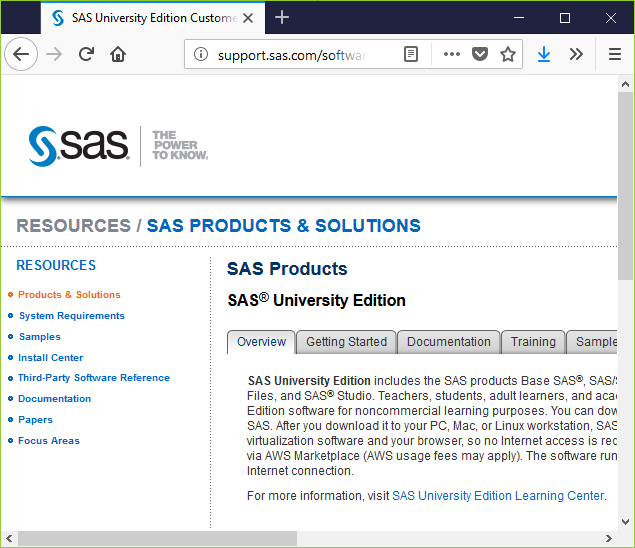 SAS University Edition Custome
support.sas.com/softwar
sas
THE
POWER
TO KNOW.
RESOURCES / SAS PRODUCTS & SOLUTIONS
RESOURCES
Products & Solutions
System Requirements
Samples
Install Center
Third-Party Software Reference
Documentation
Papers
Focus Areas
SAS Products
SAS® University Edition
Overview Getting Started Documentation Training Sample
SAS University Edition includes the SAS products Base SAS®, SAS/S
Files, and SAS® Studio. Teachers, students, adult learners, and aca
Edition software for noncommercial learning purposes. You can dow
SAS. After you download it to your PC, Mac, or Linux workstation, SAS
virtualization software and your browser, so no Internet access is req
via AWS Marketplace (AWS usage fees may apply). The software run
Internet connection.
For more information, visit SAS University Edition Learning Center.